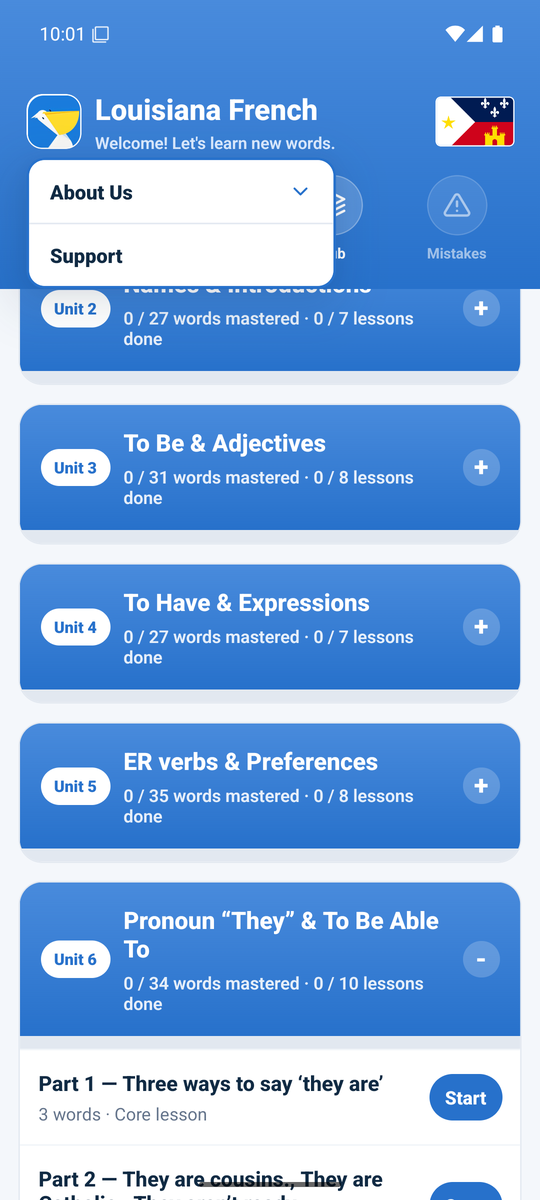 10:01
Louisiana French
Welcome! Let's learn new words.
About Us
Support
Mistakes
Names & Introductions
Unit 2
0 / 27 words mastered · 0 / 7 lessons
done
+
To Be & Adjectives
Unit 3
0 / 31 words mastered · 0 / 8 lessons
done
+
To Have & Expressions
Unit 4
0 / 27 words mastered · 0 / 7 lessons
done
+
ER verbs & Preferences
Unit 5
0 / 35 words mastered · 0 / 8 lessons
done
+
Pronoun “They” & To Be Able
To
Unit 6
0 / 34 words mastered · 0 / 10 lessons
done
-
Part 1 — Three ways to say ‘they are’
3 words · Core lesson
Start
Part 2 — They are cousins., They are